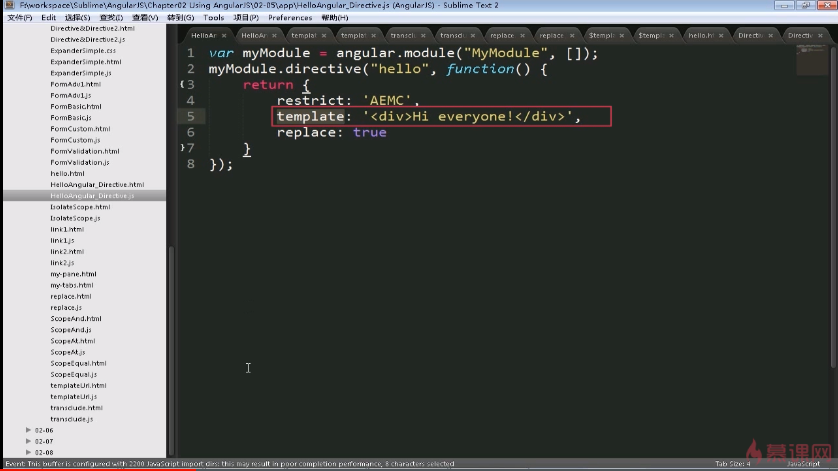 F:\workspace\Sublime\AngularJS\Chapter02 Using AngularJS\02-05\app\HelloAngular_Directive.js (AngularJS) - Sublime Text 2
文件(F) Edit 选择(S) 查找(I) 查看(V) 转到(G) Tools 项目(P) Preferences 帮助(H)
HelloAr × HelloAr × templat × templat × transcl × transcl × replace × replace × $templ × $templ × hello.h × Directiv × Directiv ×
Directive&Directive2.html
Directive&Directive2.js
ExpanderSimple.css
ExpanderSimple.html
ExpanderSimple.js
FormAdv1.html
FormAdv1.js
FormBasic.html
FormBasic.js
FormCustom.html
FormCustom.js
FormValidation.html
FormValidation.js
hello.html
HelloAngular_Directive.html
HelloAngular_Directive.js
IsolateScope.html
IsolateScope.js
link1.html
link1.js
link2.html
link2.js
my-pane.html
my-tabs.html
replace.html
replace.js
ScopeAnd.html
ScopeAnd.js
ScopeAt.html
ScopeAt.js
ScopeEqual.html
ScopeEqual.js
templateUrl.html
templateUrl.js
transclude.html
transclude.js
02-06
02-07
02-08
1 var myModule = angular.module("MyModule", []);
2 myModule.directive("hello", function() {
3 return {
4 restrict: 'AEMC',
5 template: '<div>Hi everyone!</div>',
6 replace: true
7 }
8 });
慕课网
Event: This buffer is configured with 2200 JavaScript import dirs: this may result in poor completion performance, 8 characters selected
Tab Size: 4 JavaScript